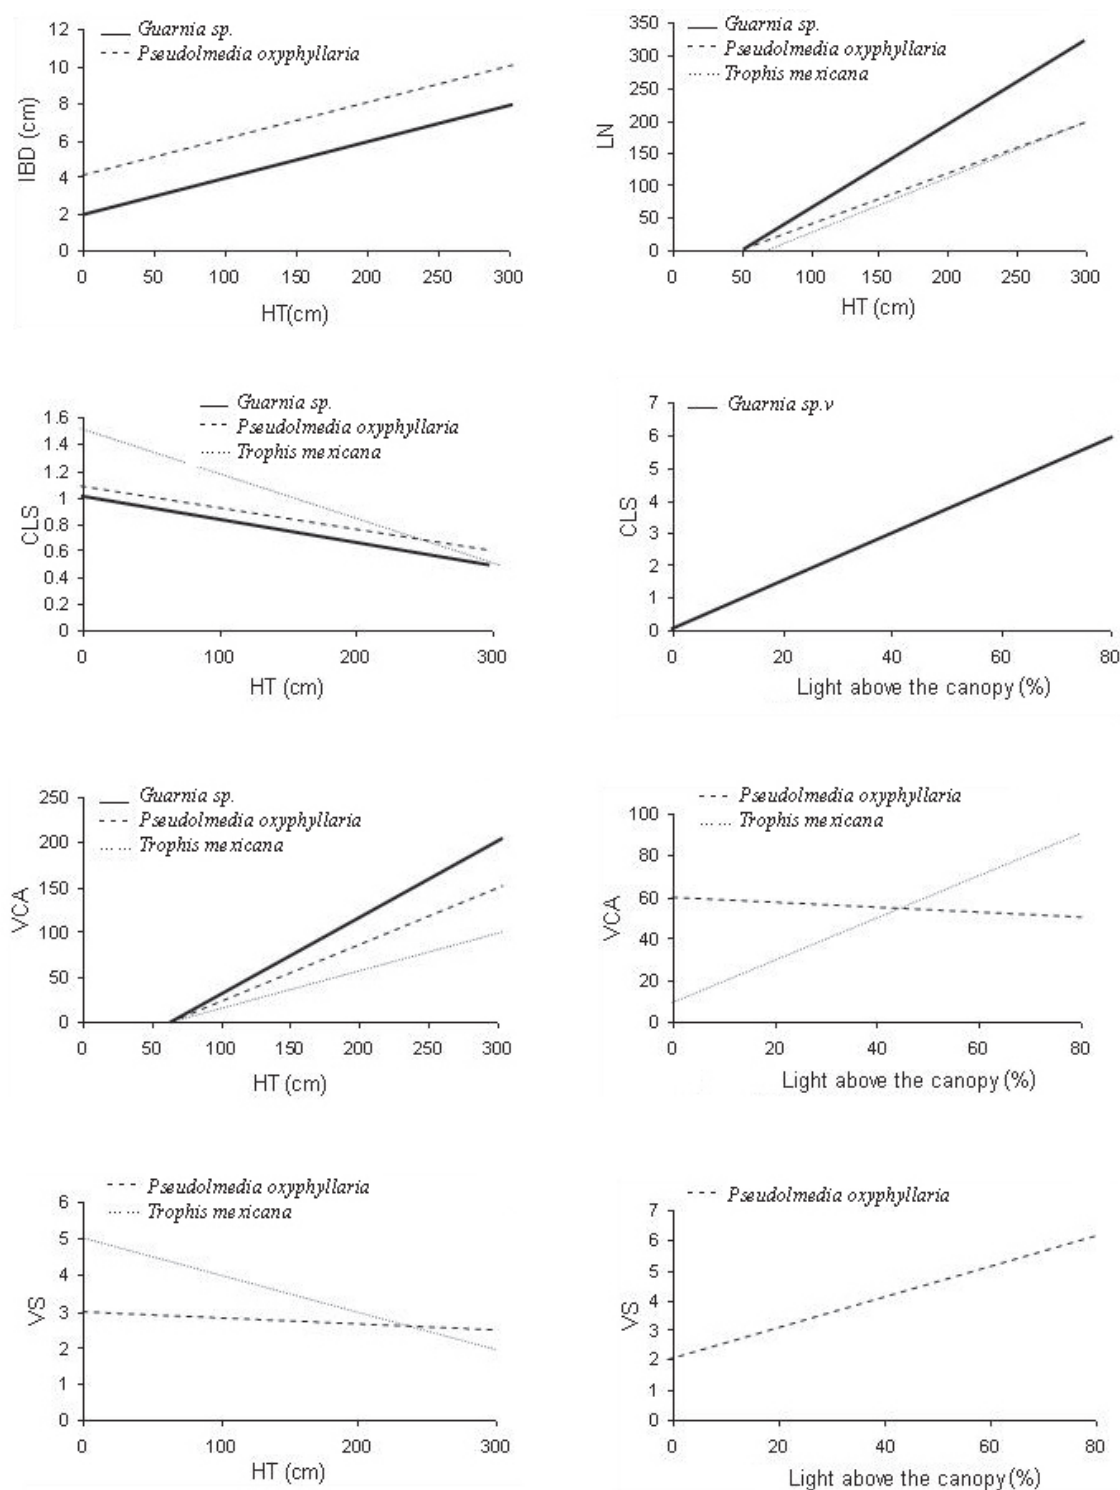 Guarnia sp.
Pseudolmedia oxyphyllaria
12
10
8
6
4
2
0
IBD (cm)
0 50 100 150 200 250 300
HT(cm)
Guarnia sp.
Pseudolmedia oxyphyllaria
Trophis mexicana
350
300
250
200
150
100
50
0
LN
0 50 100 150 200 250 300
HT (cm)
Guarnia sp.
Pseudolmedia oxyphyllaria
Trophis mexicana
1.6
1.4
1.2
1
0.8
0.6
0.4
0.2
0
CLS
0 100 200 300
HT (cm)
Guarnia sp.v
7
6
5
4
3
2
1
0
CLS
0 20 40 60 80
Light above the canopy (%)
Guarnia sp.
Pseudolmedia oxyphyllaria
Trophis mexicana
250
200
150
100
50
0
VCA
0 50 100 150 200 250 300
HT (cm)
Pseudolmedia oxyphyllaria
Trophis mexicana
100
80
60
40
20
0
VCA
0 20 40 60 80
Light above the canopy (%)
Pseudolmedia oxyphyllaria
Trophis mexicana
6
5
4
3
2
1
0
VS
0 100 200 300
HT (cm)
Pseudolmedia oxyphyllaria
7
6
5
4
3
2
1
0
VS
0 20 40 60 80
Light above the canopy (%)